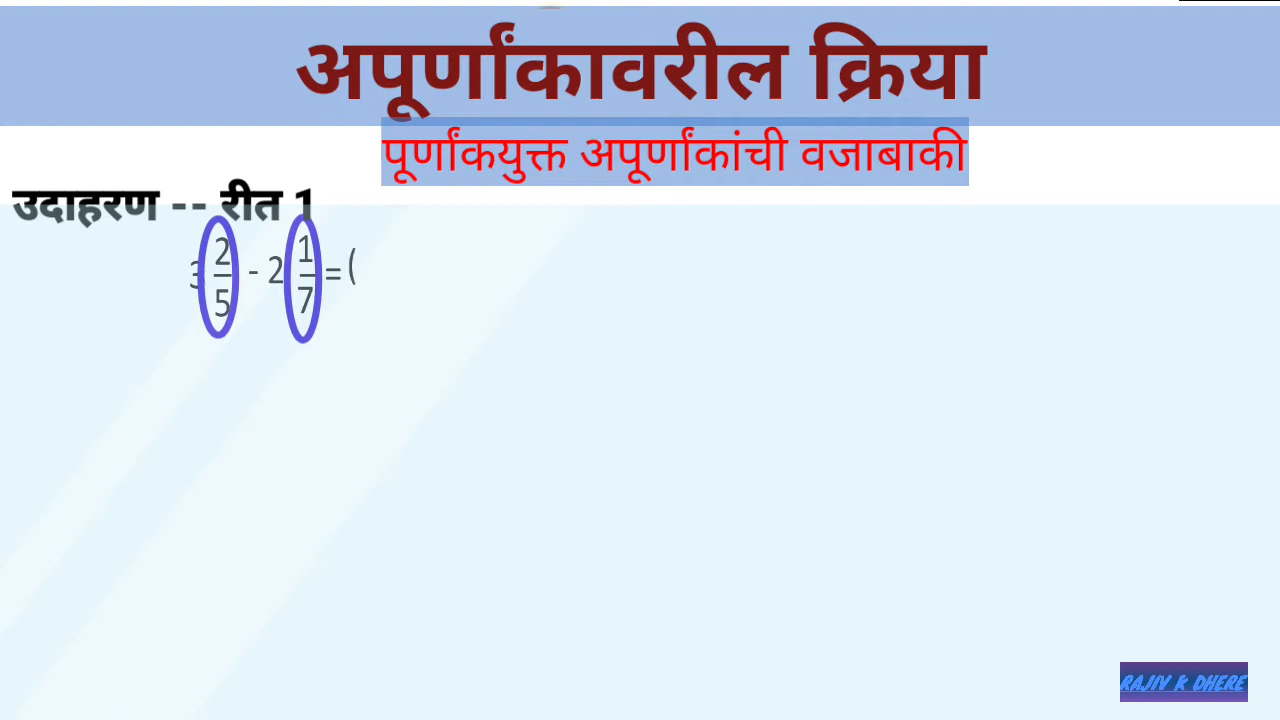 अपूर्णांकावरील क्रिया
पूर्णांकयुक्त अपूर्णांकांची वजाबाकी
उदाहरण -- रीत 1
3 2/5 - 2 1/7 = (
RAJIV K DHERE